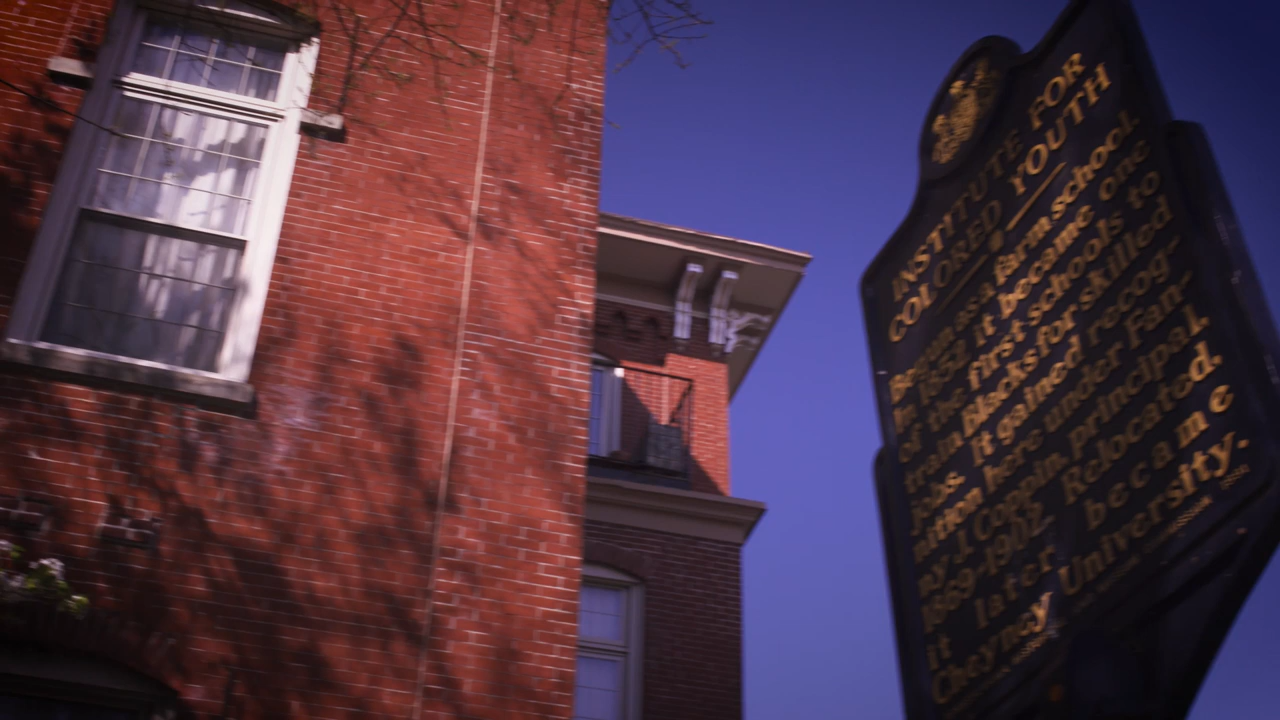 INSTITUTE FOR
COLORED YOUTH
Begun as a farm school.
In 1852 it became one
of the first schools to
train Blacks for skilled
jobs. It gained recog-
nition here under Fan-
ny J. Coppin, principal,
1869-1902. Relocated,
it later became
Cheyney University.